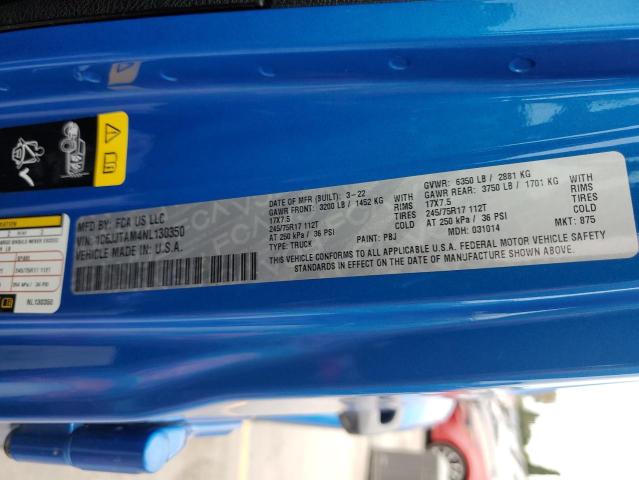 MFD BY: FCA US LLC
VIN: 1C6JJTAM4NL130350
VEHICLE MADE IN: U.S.A.
DATE OF MFR (BUILT): 3-22
GAWR FRONT: 3200 LB / 1452 KG WITH
17X7.5 RIMS
245/75R17 112T TIRES
AT 250 kPa / 36 PSI COLD
TYPE: TRUCK PAINT: PBJ MDH: 031014 MKT: 875
GVWR: 6350 LB / 2881 KG
GAWR REAR: 3750 LB / 1701 KG WITH
17X7.5 RIMS
245/75R17 112T TIRES
AT 250 kPa / 36 PSI COLD
THIS VEHICLE CONFORMS TO ALL APPLICABLE U.S.A. FEDERAL MOTOR VEHICLE SAFETY
STANDARDS IN EFFECT ON THE DATE OF MANUFACTURE SHOWN ABOVE.
245/75R17 112T
NL130350